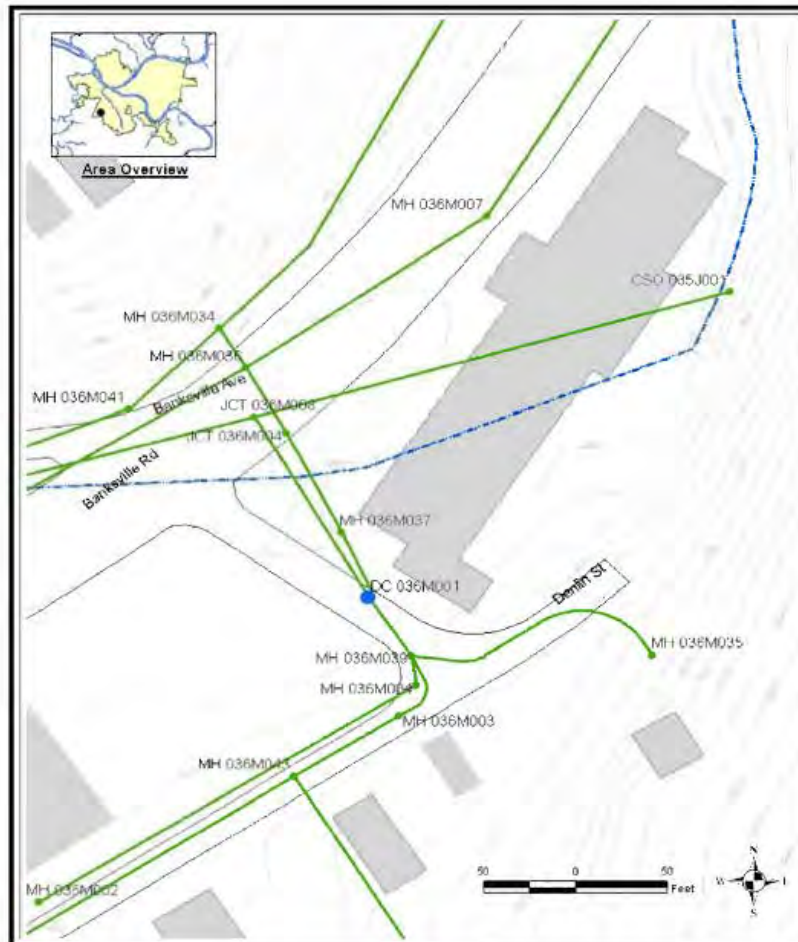 Area Overview
MH 036M007
CSO 035J001
MH 036M034
MH 036M036
MH 036M041
Banksville Ave
JCT 036M008
JCT 036M004
Banksville Rd
MH 036M037
DC 036M001
Denlin St
MH 036M039
MH 036M035
MH 036M004
MH 036M003
MH 036M043
MH 036M002
50 0 50
Feet
N
W
S